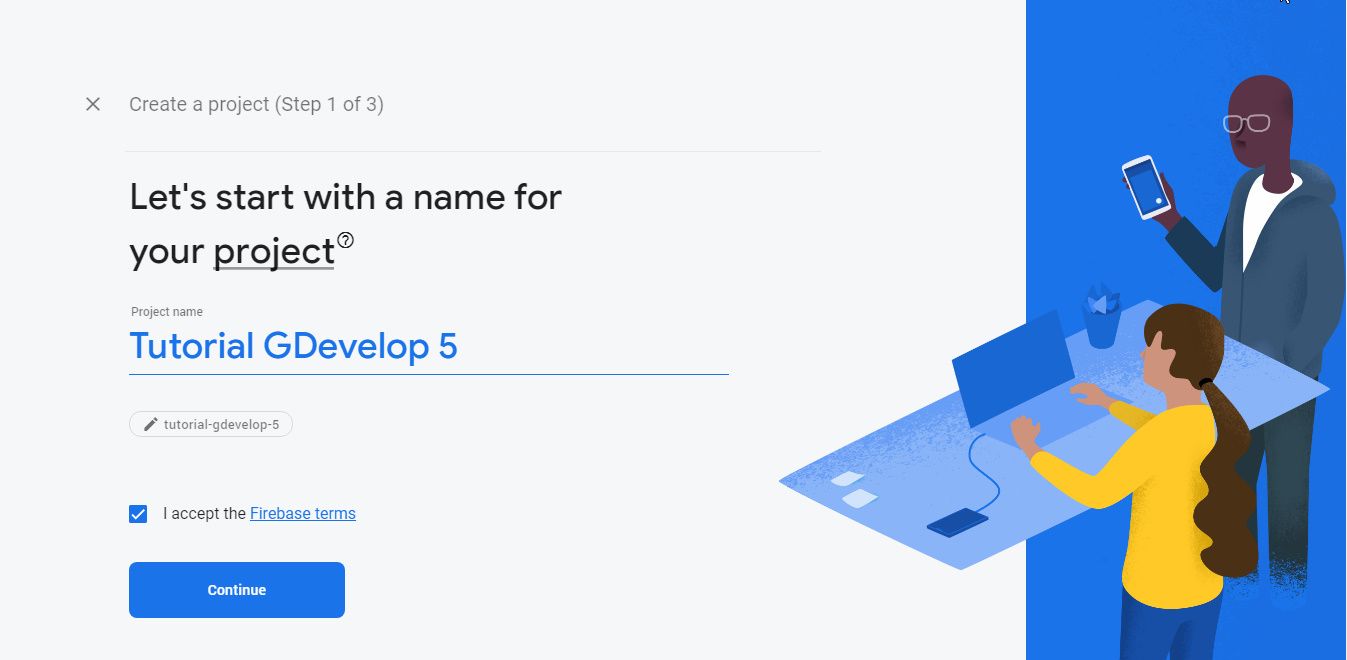 Create a project (Step 1 of 3)
Let's start with a name for
your project
Project name
Tutorial GDevelop 5
tutorial-gdevelop-5
I accept the Firebase terms
Continue